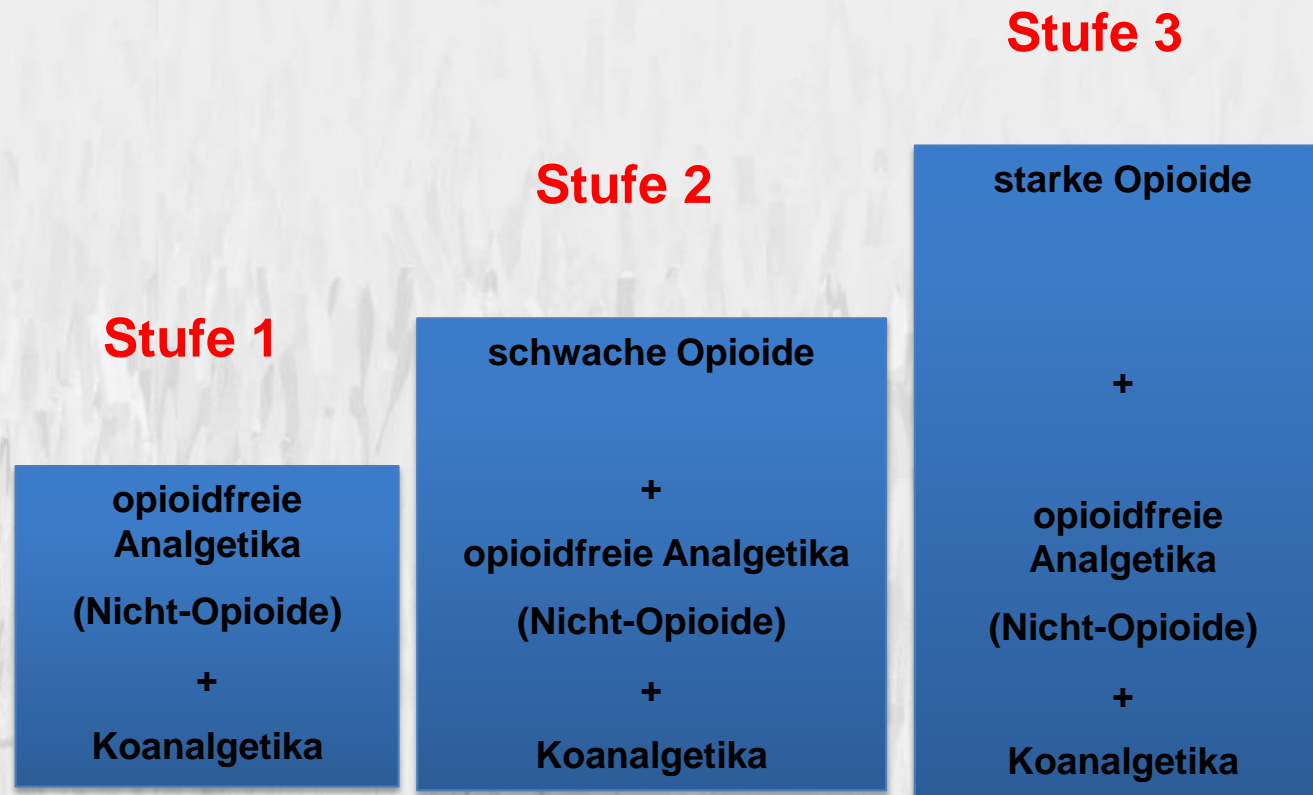 Stufe 1
opioidfreie
Analgetika
(Nicht-Opioide)
+
Koanalgetika
Stufe 2
schwache Opioide
+
opioidfreie Analgetika
(Nicht-Opioide)
+
Koanalgetika
Stufe 3
starke Opioide
+
opioidfreie
Analgetika
(Nicht-Opioide)
+
Koanalgetika